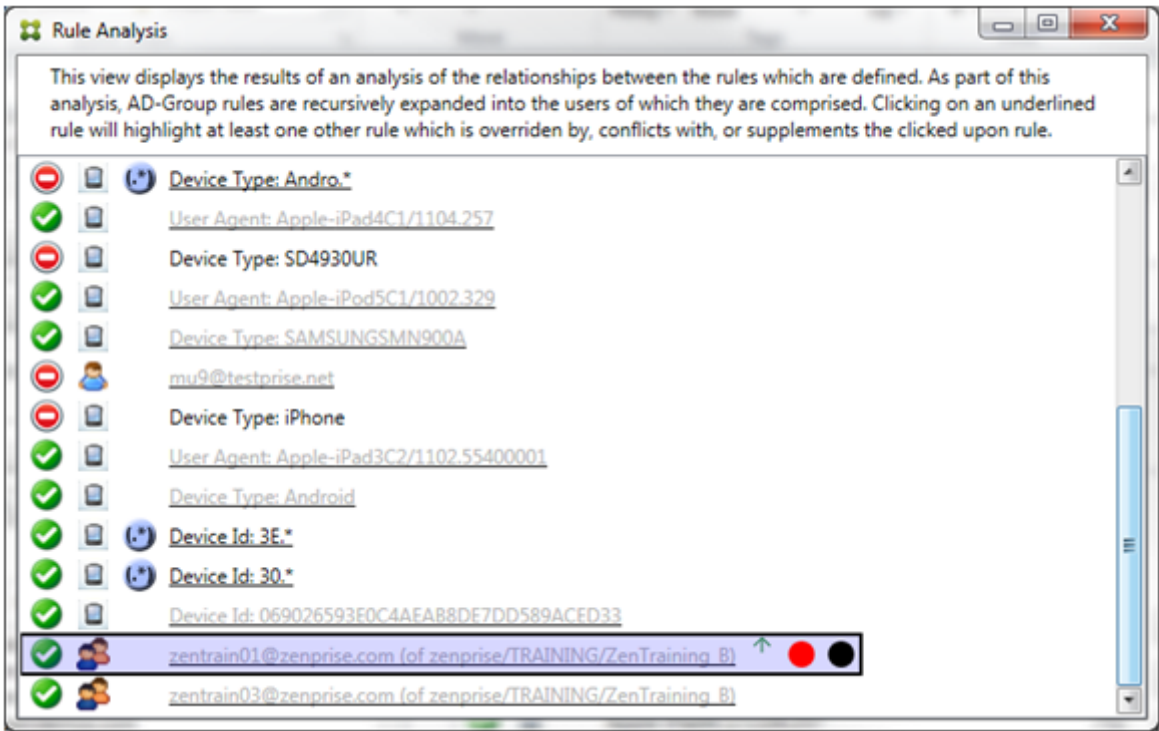 Rule Analysis
This view displays the results of an analysis of the relationships between the rules which are defined. As part of this
analysis, AD-Group rules are recursively expanded into the users of which they are comprised. Clicking on an underlined
rule will highlight at least one other rule which is overriden by, conflicts with, or supplements the clicked upon rule.
(.*) Device Type: Andro.*
User Agent: Apple-iPad4C1/1104.257
Device Type: SD4930UR
User Agent: Apple-iPod5C1/1002.329
Device Type: SAMSUNGSMN900A
mu9@testprise.net
Device Type: iPhone
User Agent: Apple-iPad3C2/1102.55400001
Device Type: Android
(.*) Device Id: 3E.*
(.*) Device Id: 30.*
Device Id: 069026593E0C4AEAB8DE7DD589ACED33
zentrain01@zenprise.com (of zenprise/TRAINING/ZenTraining_B)
zentrain03@zenprise.com (of zenprise/TRAINING/ZenTraining_B)